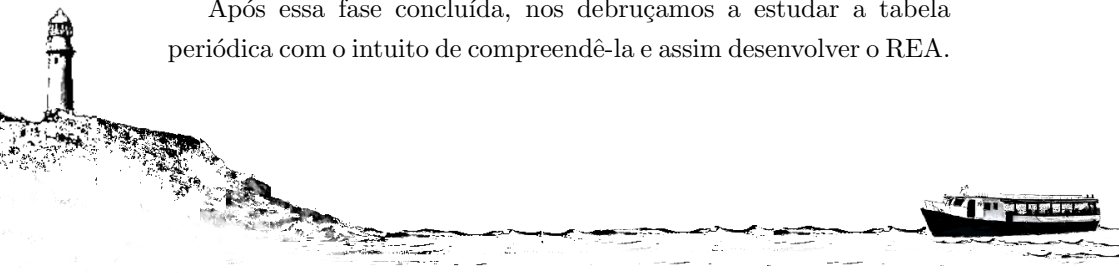 Após essa fase concluída, nos debruçamos a estudar a tabela
periódica com o intuito de compreendê-la e assim desenvolver o REA.